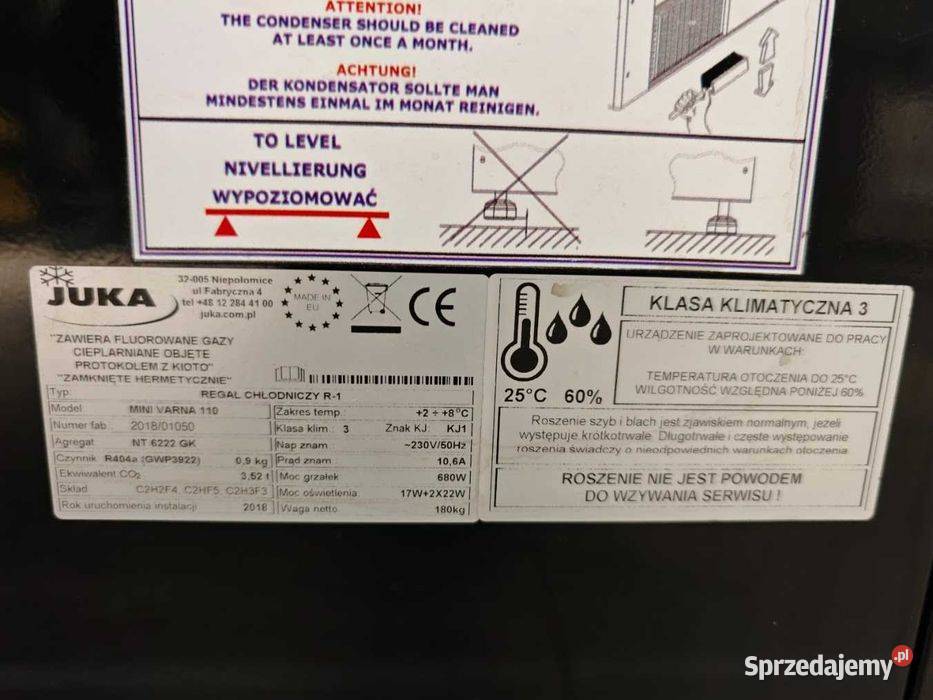 ATTENTION!
THE CONDENSER SHOULD BE CLEANED
AT LEAST ONCE A MONTH.
ACHTUNG!
DER KONDENSATOR SOLLTE MAN
MINDESTENS EINMAL IM MONAT REINIGEN.
TO LEVEL
NIVELLIERUNG
WYPOZIOMOWAĆ
JUKA
32-005 Niepołomice
ul Fabryczna 4
tel +48 12 284 41 00
juka.com.pl
MADE IN
EU
CE
"ZAWIERA FLUOROWANE GAZY
CIEPLARNIANE OBJĘTE
PROTOKOŁEM Z KIOTO"
"ZAMKNIĘTE HERMETYCZNIE"
Typ REGAŁ CHŁODNICZY R-1
Model MINI VARNA 110
Numer fab. 2018/01050
Agregat NT 6222 GK
Czynnik R404a (GWP3922) 0,9 kg
Ekwiwalent CO2 3,52 t
Skład C2H2F4, C2HF5, C2H3F3
Rok uruchomienia instalacji 2018
Zakres temp. +2 ÷ +8°C
Klasa klim. 3 Znak KJ: KJ1
Nap znam. ~230V/50Hz
Prąd znam. 10,6A
Moc grzałek 680W
Moc oświetlenia 17W+2X22W
Waga netto 180kg
25°C 60%
KLASA KLIMATYCZNA 3
URZĄDZENIE ZAPROJEKTOWANE DO PRACY
W WARUNKACH:
TEMPERATURA OTOCZENIA DO 25°C
WILGOTNOŚĆ WZGLĘDNA PONIŻEJ 60%
Roszenie szyb i blach jest zjawiskiem normalnym, jeżeli
występuje krótkotrwale. Długotrwałe i częste występowanie
roszenia świadczy o nieodpowiednich warunkach otoczenia
ROSZENIE NIE JEST POWODEM
DO WZYWANIA SERWISU !
Sprzedajemy.pl